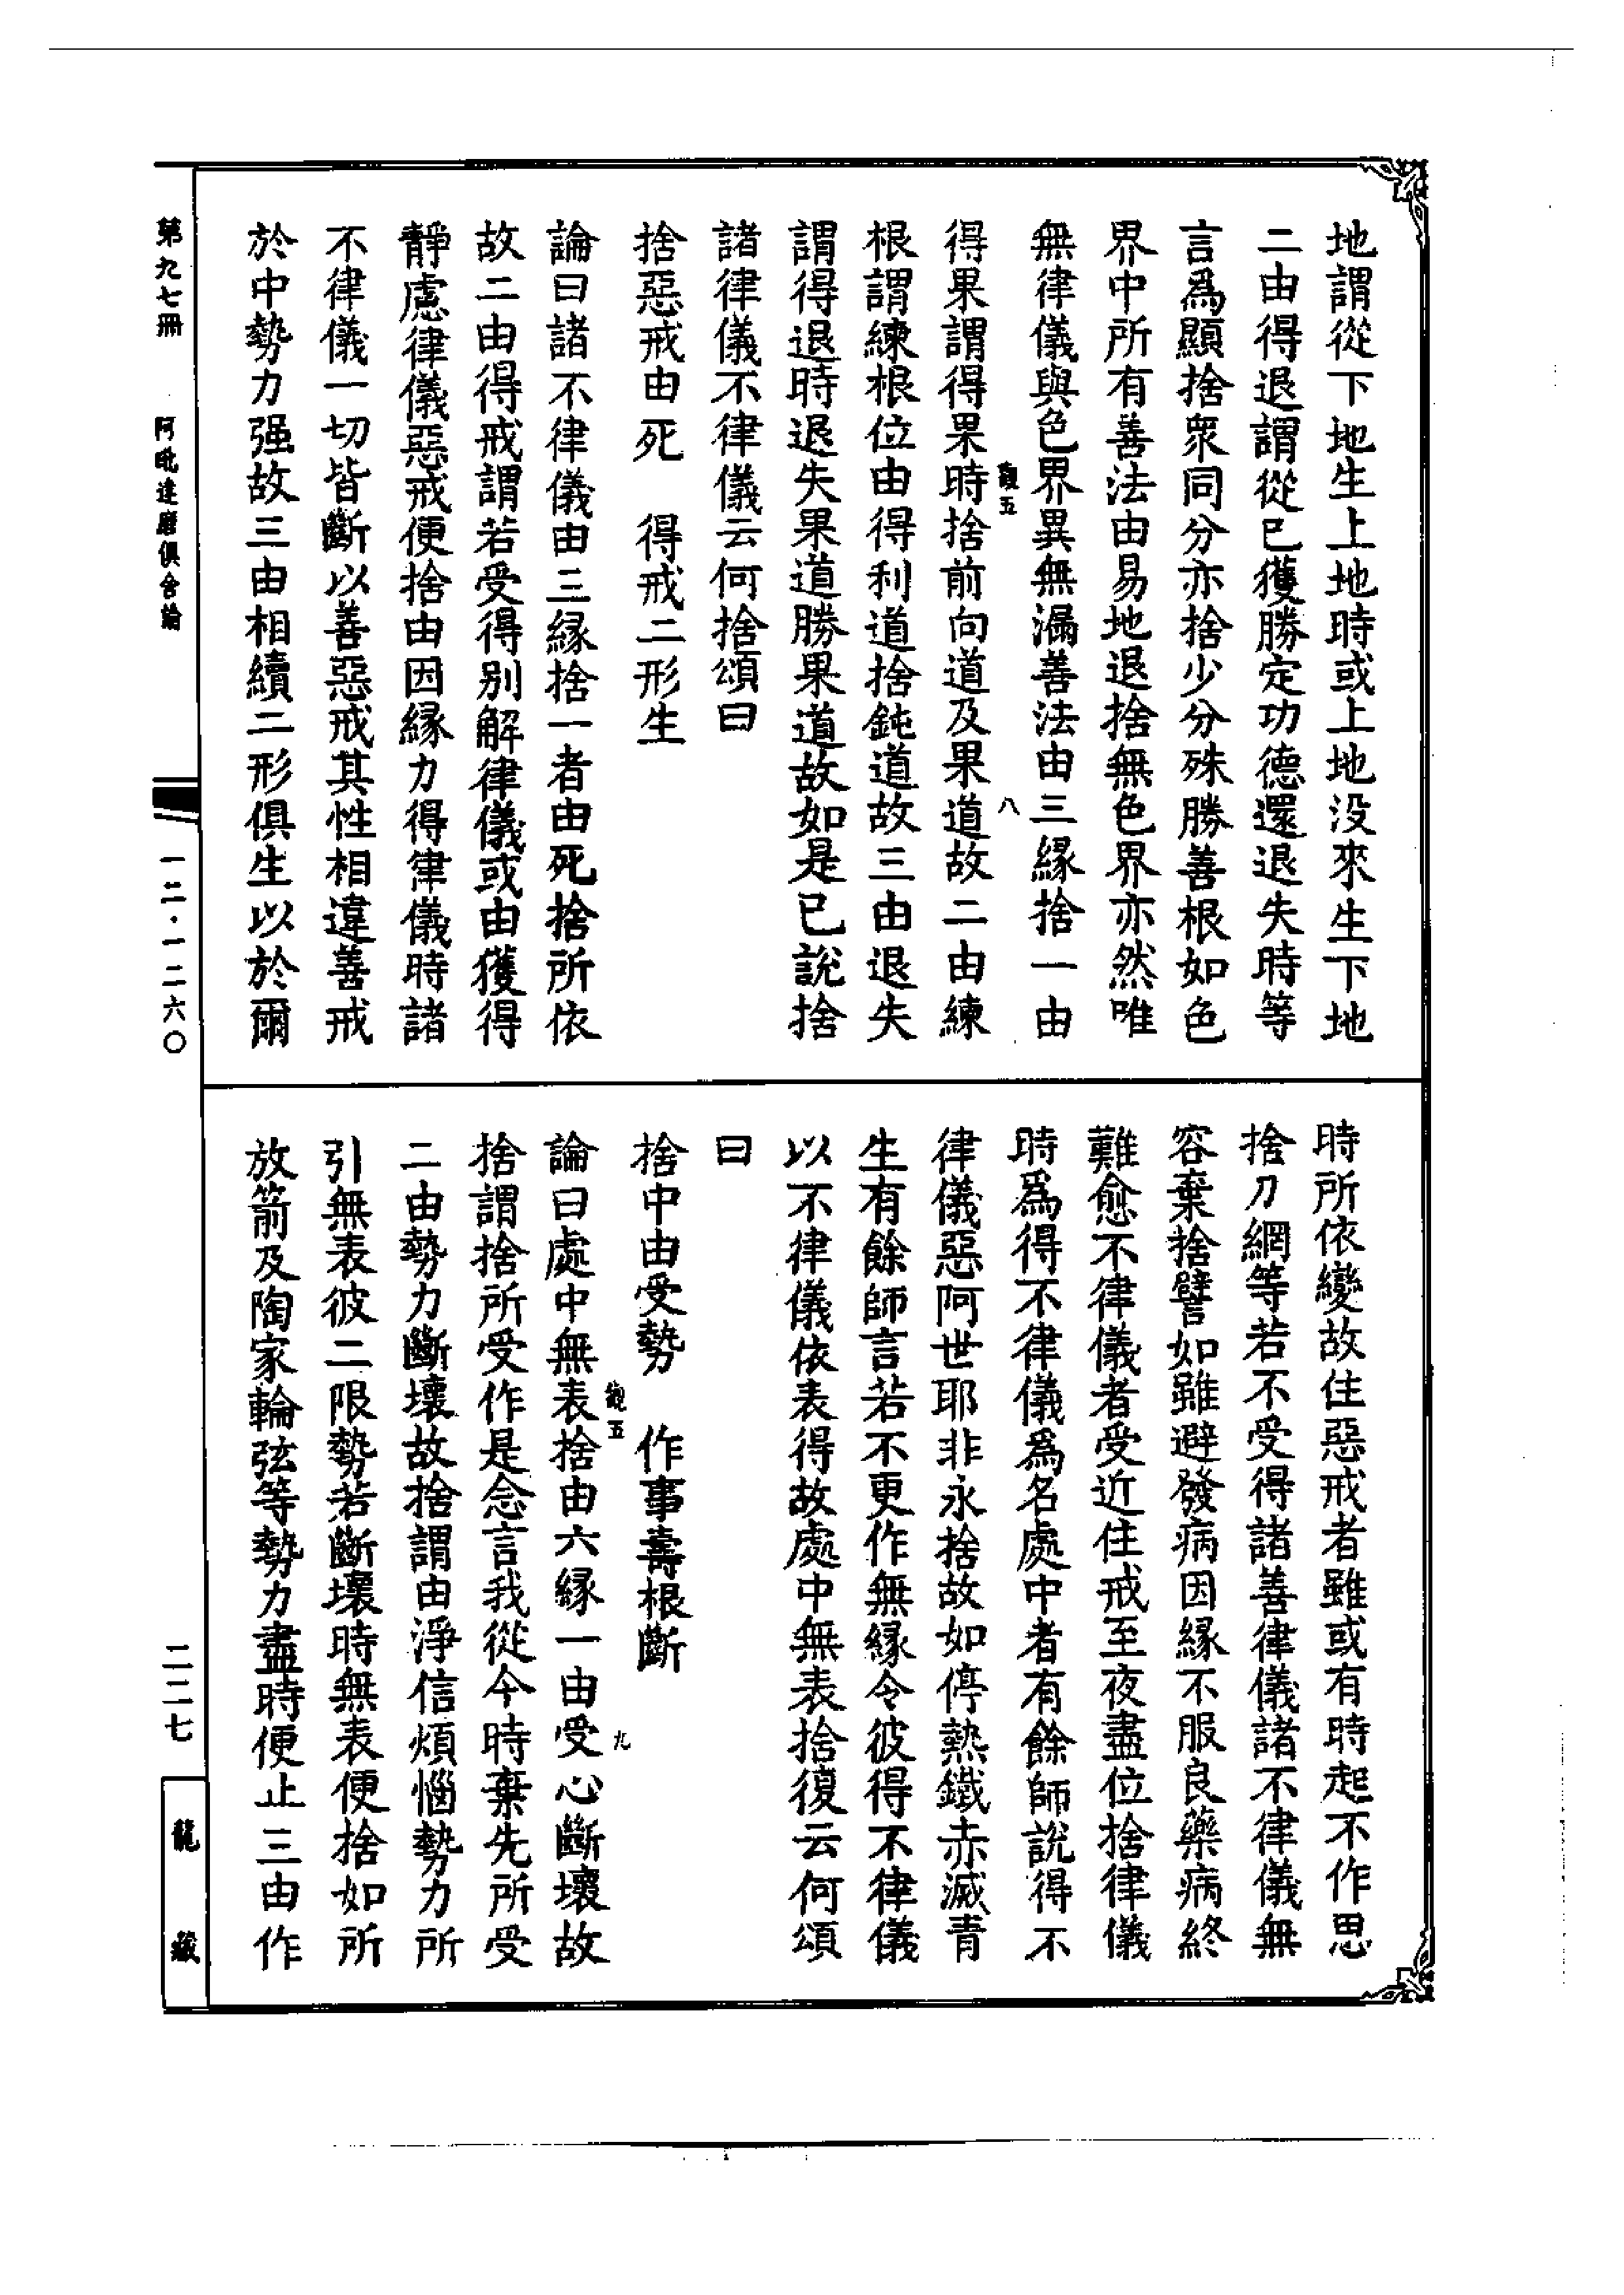 地謂從下地生上地時或上地没來生下地
二由得退謂從已獲勝定功德還退失時等
言爲顯捨衆同分亦捨少分殊勝善根如色
界中所有善法由易地退捨無色界亦然唯
無律儀與色界異無漏善法由三緣捨一由
觀五
八
得果謂得果時捨前向道及果道故二由練
根謂練根位由得利道捨鈍道故三由退失
謂得退時退失果道勝果道故如是已說捨
諸律儀不律儀云何捨頌曰
捨惡戒由死　得戒二形生
論曰諸不律儀由三緣捨一者由死捨所依
故二由得戒謂若受得別解律儀或由獲得
靜慮律儀惡戒便捨由因緣力得律儀時諸
不律儀一切皆斷以善惡戒其性相違善戒
於中勢力强故三由相續二形俱生以於爾
時所依變故住惡戒者雖或有時起不作思
捨刀網等若不受得諸善律儀諸不律儀無
容棄捨譬如雖避發病因緣不服良藥病終
難愈不律儀者受近住戒至夜盡位捨律儀
時爲得不律儀爲名處中者有餘師說得不
律儀惡阿世耶非永捨故如停熱鐵赤滅青
生有餘師言若不更作無緣令彼得不律儀
以不律儀依表得故處中無表捨復云何頌
曰
捨中由受勢　作事壽根斷
觀五
九
論曰處中無表捨由六緣一由受心斷壞故
捨謂捨所受作是念言我從今時棄先所受
二由勢力斷壞故捨謂由淨信煩惱勢力所
引無表彼二限勢若斷壞時無表便捨如所
放箭及陶家輪弦等勢力盡時便止三由作
第九七冊　阿毗達磨俱舍論
一二·一二六〇
二二七
龍藏